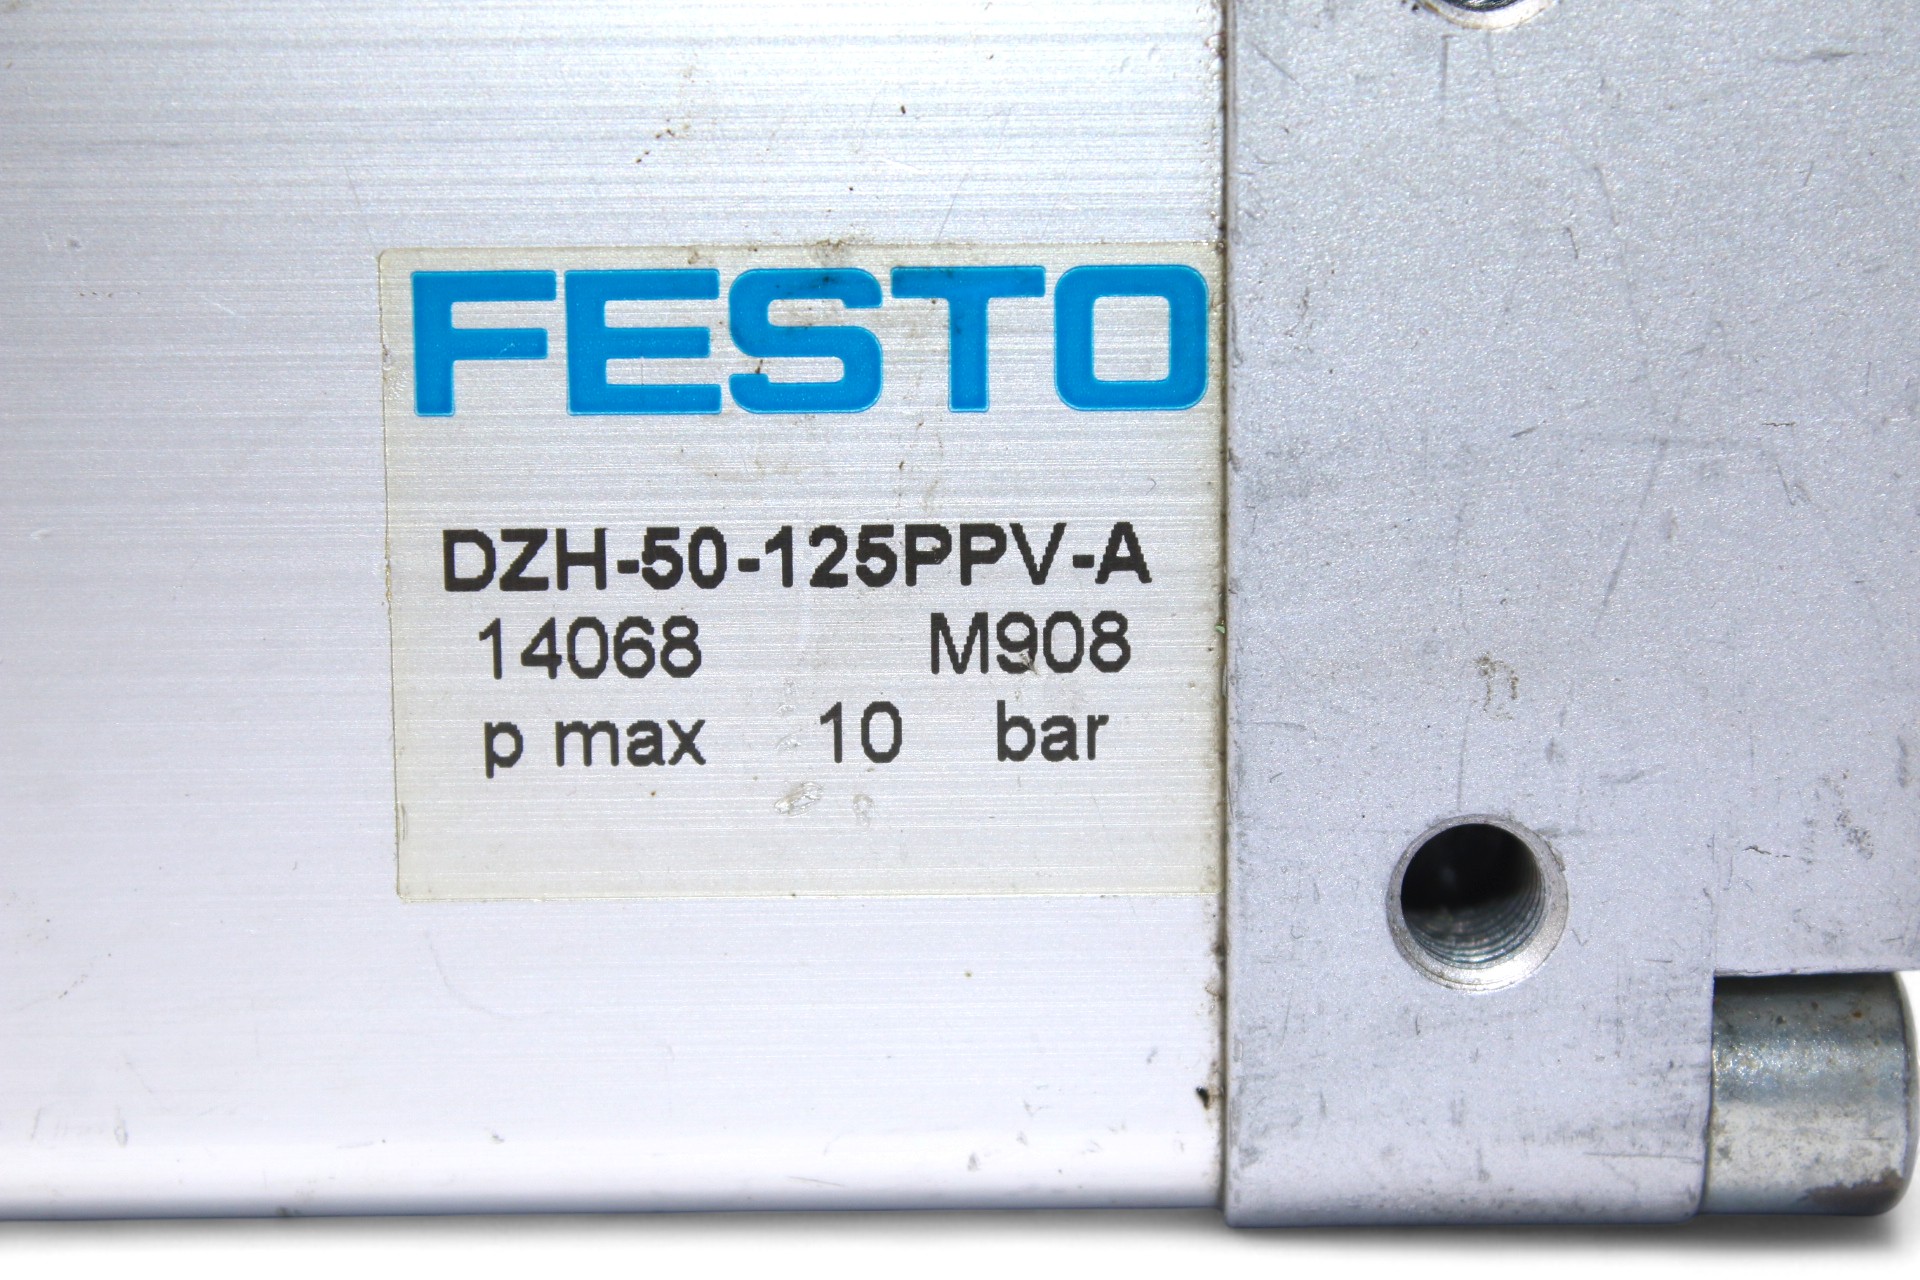 FESTO
DZH-50-125PPV-A
14068 M908
p max 10 bar